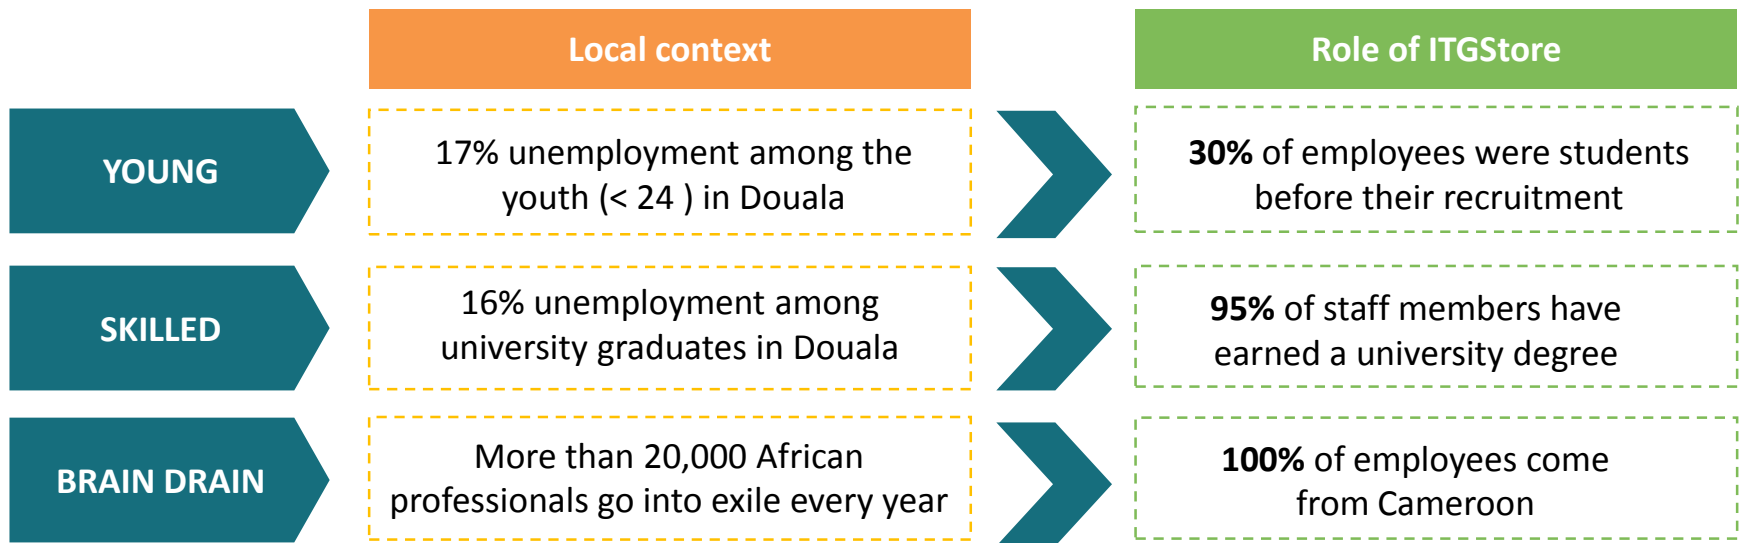 Local context
Role of ITGStore
YOUNG
17% unemployment among the
youth (< 24 ) in Douala
30% of employees were students
before their recruitment
SKILLED
16% unemployment among
university graduates in Douala
95% of staff members have
earned a university degree
BRAIN DRAIN
More than 20,000 African
professionals go into exile every year
100% of employees come
from Cameroon